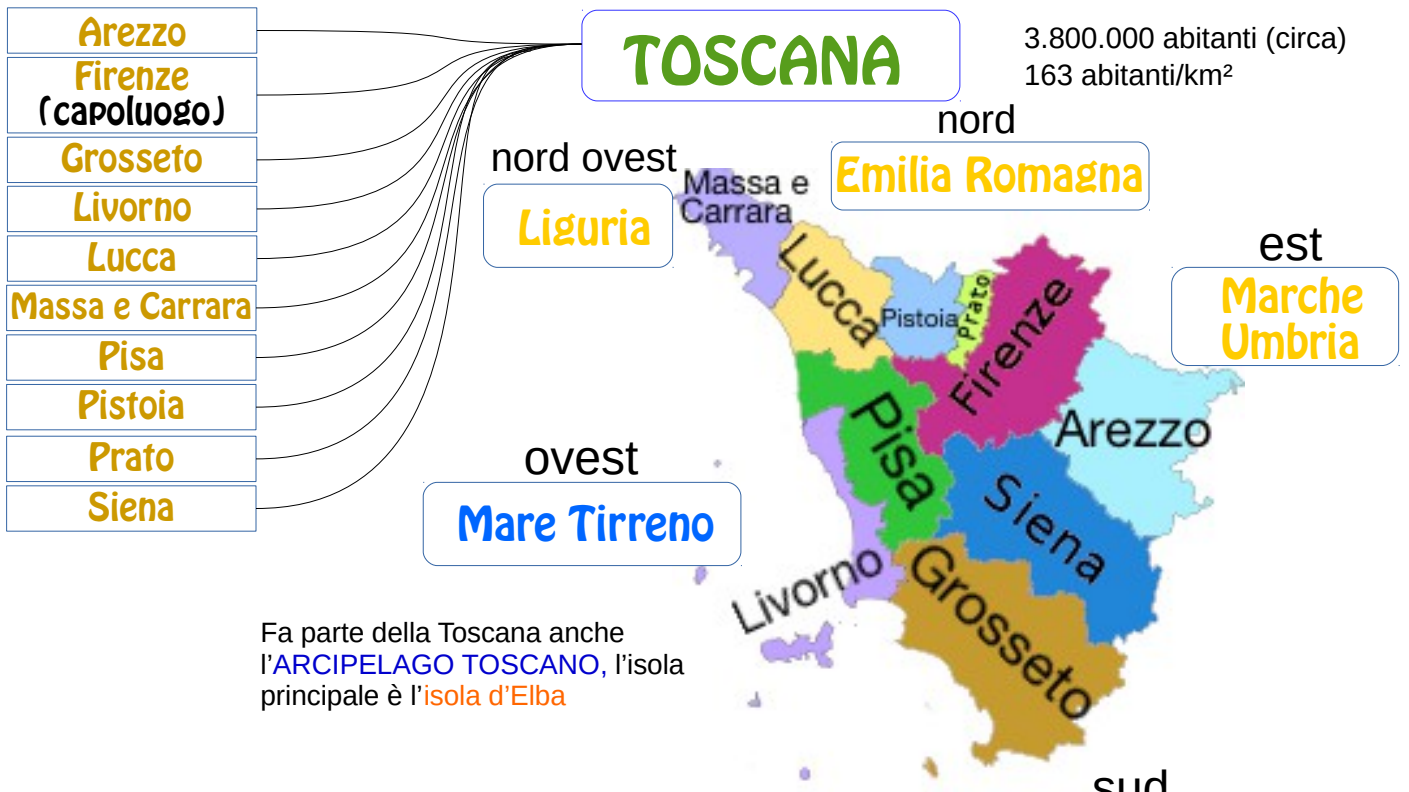 TOSCANA
3.800.000 abitanti (circa)
163 abitanti/km²
Arezzo
Firenze
(capoluogo)
Grosseto
Livorno
Lucca
Massa e Carrara
Pisa
Pistoia
Prato
Siena
nord
Emilia Romagna
nord ovest
Liguria
est
Marche
Umbria
ovest
Mare Tirreno
Massa e
Carrara
Lucca
Pistoia
Prato
Firenze
Arezzo
Pisa
Siena
Livorno
Grosseto
Fa parte della Toscana anche
l’ARCIPELAGO TOSCANO, l’isola
principale è l’isola d’Elba
sud